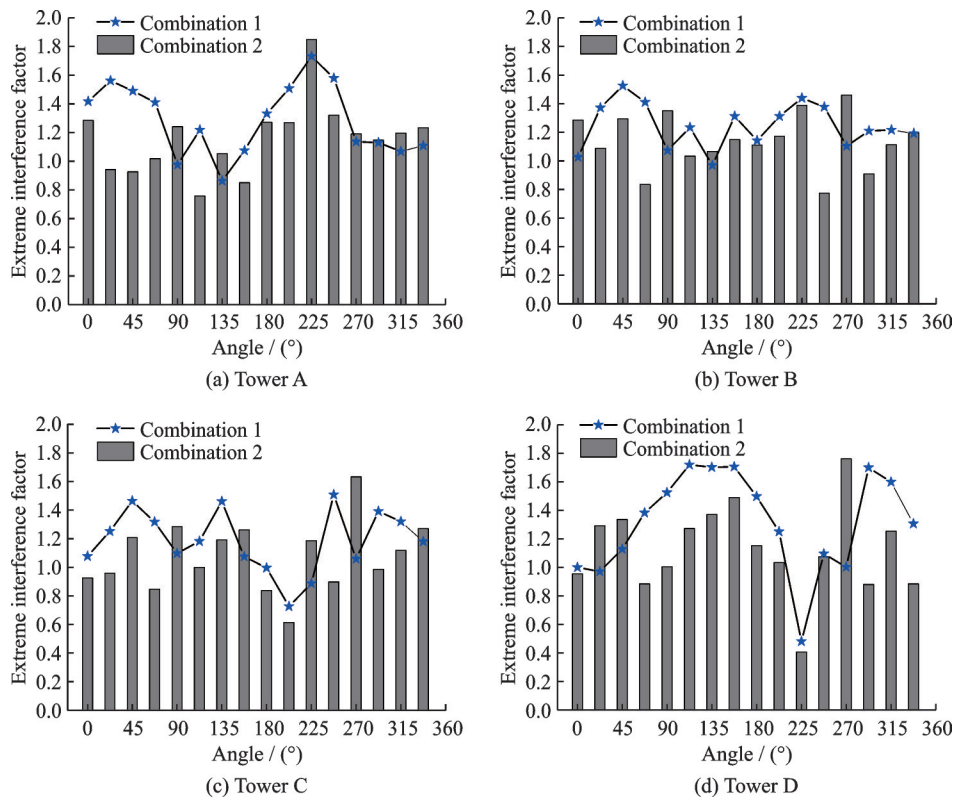 2.0
1.8
1.6
1.4
1.2
1.0
0.8
0.6
0.4
0.2
0.0
Extreme interference factor
Combination 1
Combination 2
0 45 90 135 180 225 270 315 360
Angle / (°)
(a) Tower A
2.0
1.8
1.6
1.4
1.2
1.0
0.8
0.6
0.4
0.2
0.0
Extreme interference factor
Combination 1
Combination 2
0 45 90 135 180 225 270 315 360
Angle / (°)
(b) Tower B
2.0
1.8
1.6
1.4
1.2
1.0
0.8
0.6
0.4
0.2
0.0
Extreme interference factor
Combination 1
Combination 2
0 45 90 135 180 225 270 315 360
Angle / (°)
(c) Tower C
2.0
1.8
1.6
1.4
1.2
1.0
0.8
0.6
0.4
0.2
0.0
Extreme interference factor
Combination 1
Combination 2
0 45 90 135 180 225 270 315 360
Angle / (°)
(d) Tower D